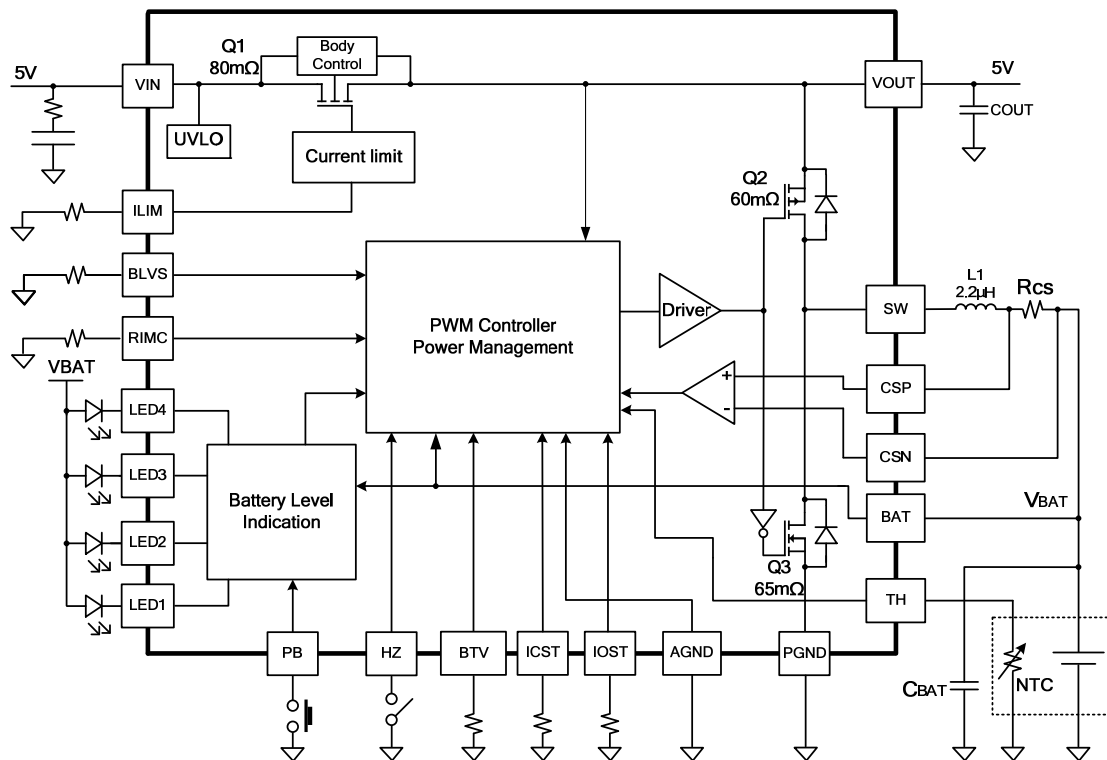 Q1
80mΩ
Body
Control
5V
VIN
VOUT
5V
COUT
UVLO
Current limit
Q2
60mΩ
ILIM
BLVS
RIMC
PWM Controller
Power Management
Driver
SW
L1
2.2µH
Rcs
VBAT
LED4
LED3
LED2
LED1
Battery Level
Indication
+
-
CSP
CSN
BAT
VBAT
Q3
65mΩ
TH
PB
HZ
BTV
ICST
IOST
AGND
PGND
CBAT
NTC